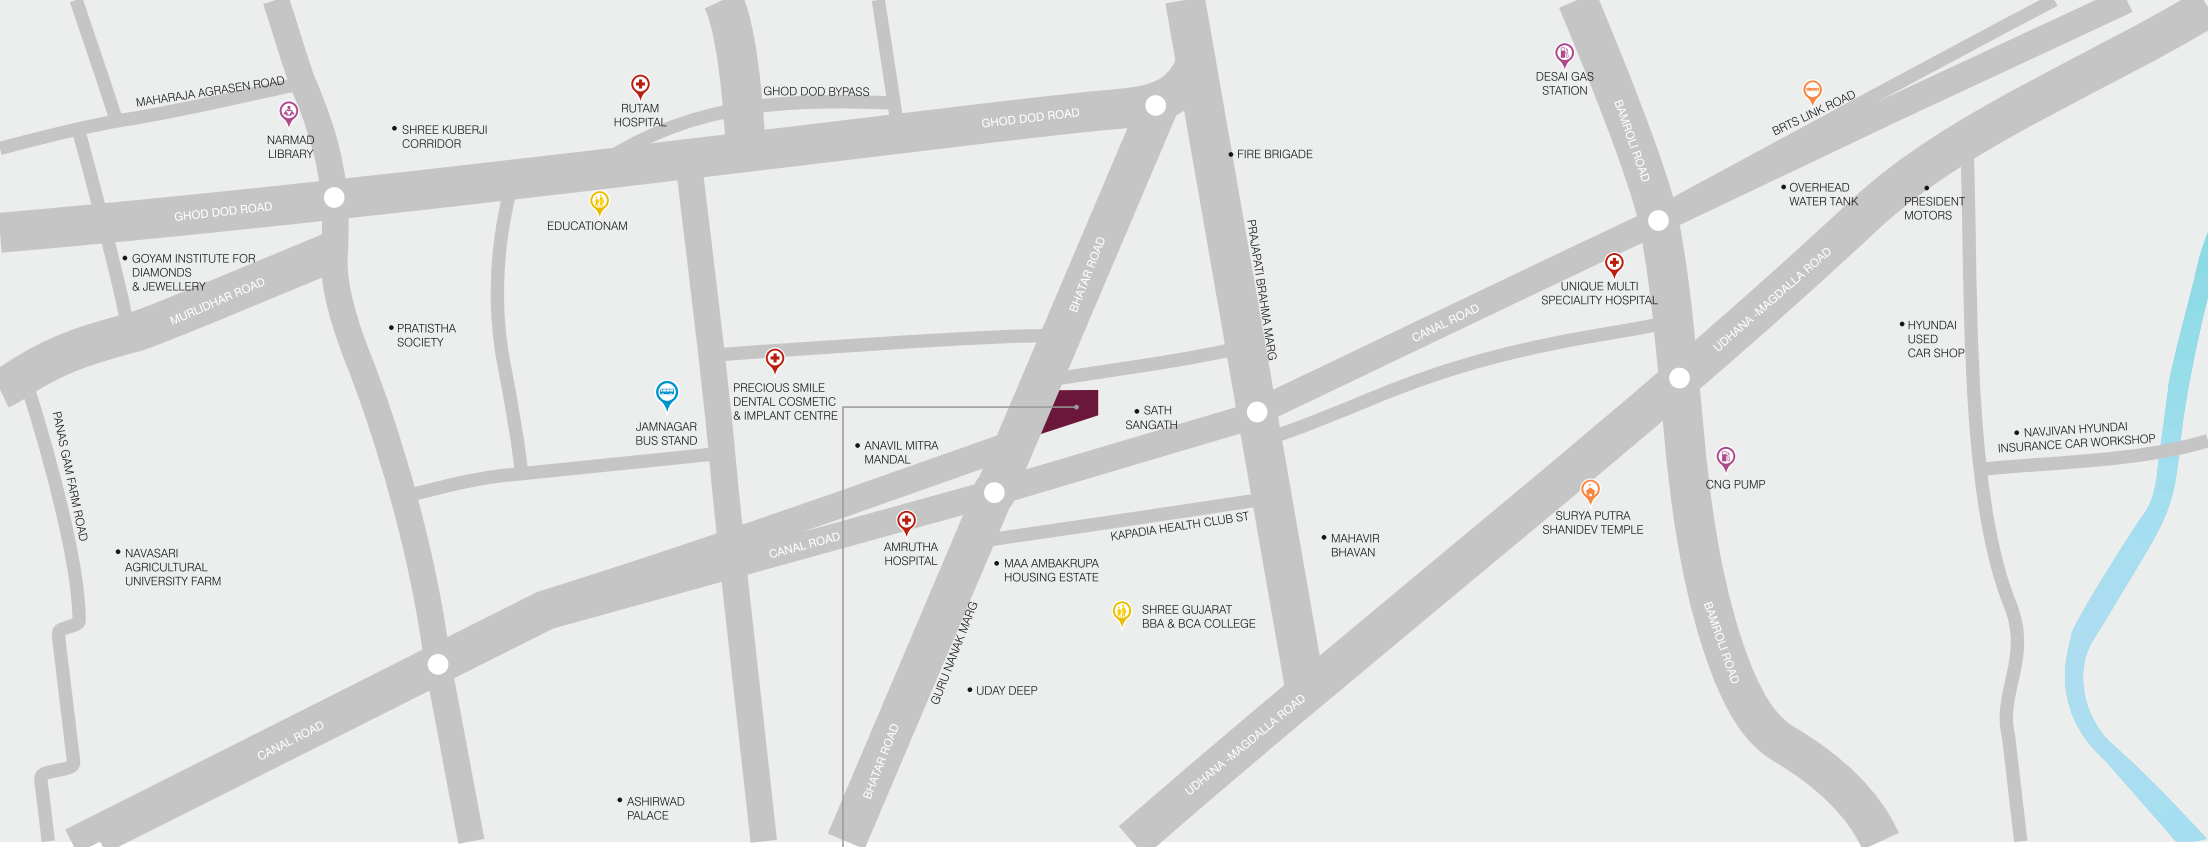 MAHARAJA AGRASEN ROAD
NARMAD
LIBRARY
SHREE KUBERJI
CORRIDOR
RUTAM
HOSPITAL
GHOD DOD BYPASS
GHOD DOD ROAD
DESAI GAS
STATION
BAMROLI ROAD
BRTS LINK ROAD
FIRE BRIGADE
OVERHEAD
WATER TANK
PRESIDENT
MOTORS
GHOD DOD ROAD
EDUCATIONAM
GOYAM INSTITUTE FOR
DIAMONDS
& JEWELLERY
MURLIDHAR ROAD
PRATISTHA
SOCIETY
BHATAR ROAD
PRAJAPATI BRAHMA MARG
CANAL ROAD
UNIQUE MULTI
SPECIALITY HOSPITAL
UDHANA -MAGDALLA ROAD
HYUNDAI
USED
CAR SHOP
PRECIOUS SMILE
DENTAL COSMETIC
& IMPLANT CENTRE
JAMNAGAR
BUS STAND
ANAVIL MITRA
MANDAL
SATH
SANGATH
NAVJIVAN HYUNDAI
INSURANCE CAR WORKSHOP
PANAS GAM FARM ROAD
CNG PUMP
SURYA PUTRA
SHANIDEV TEMPLE
CANAL ROAD
AMRUTHA
HOSPITAL
KAPADIA HEALTH CLUB ST
MAHAVIR
BHAVAN
NAVASARI
AGRICULTURAL
UNIVERSITY FARM
MAA AMBAKRUPA
HOUSING ESTATE
SHREE GUJARAT
BBA & BCA COLLEGE
GURU NANAK MARG
UDAY DEEP
BAMROLI ROAD
CANAL ROAD
BHATAR ROAD
UDHANA -MAGDALLA ROAD
ASHIRWAD
PALACE